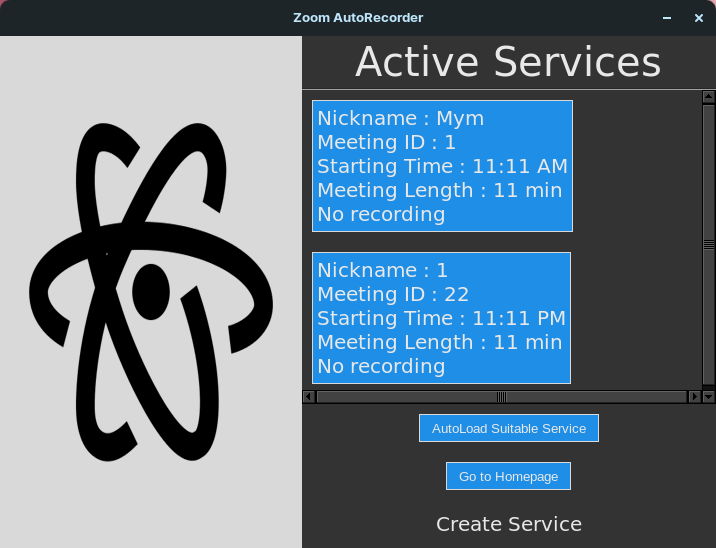 Zoom AutoRecorder
Active Services
Nickname : Mym
Meeting ID : 1
Starting Time : 11:11 AM
Meeting Length : 11 min
No recording
Nickname : 1
Meeting ID : 22
Starting Time : 11:11 PM
Meeting Length : 11 min
No recording
AutoLoad Suitable Service
Go to Homepage
Create Service